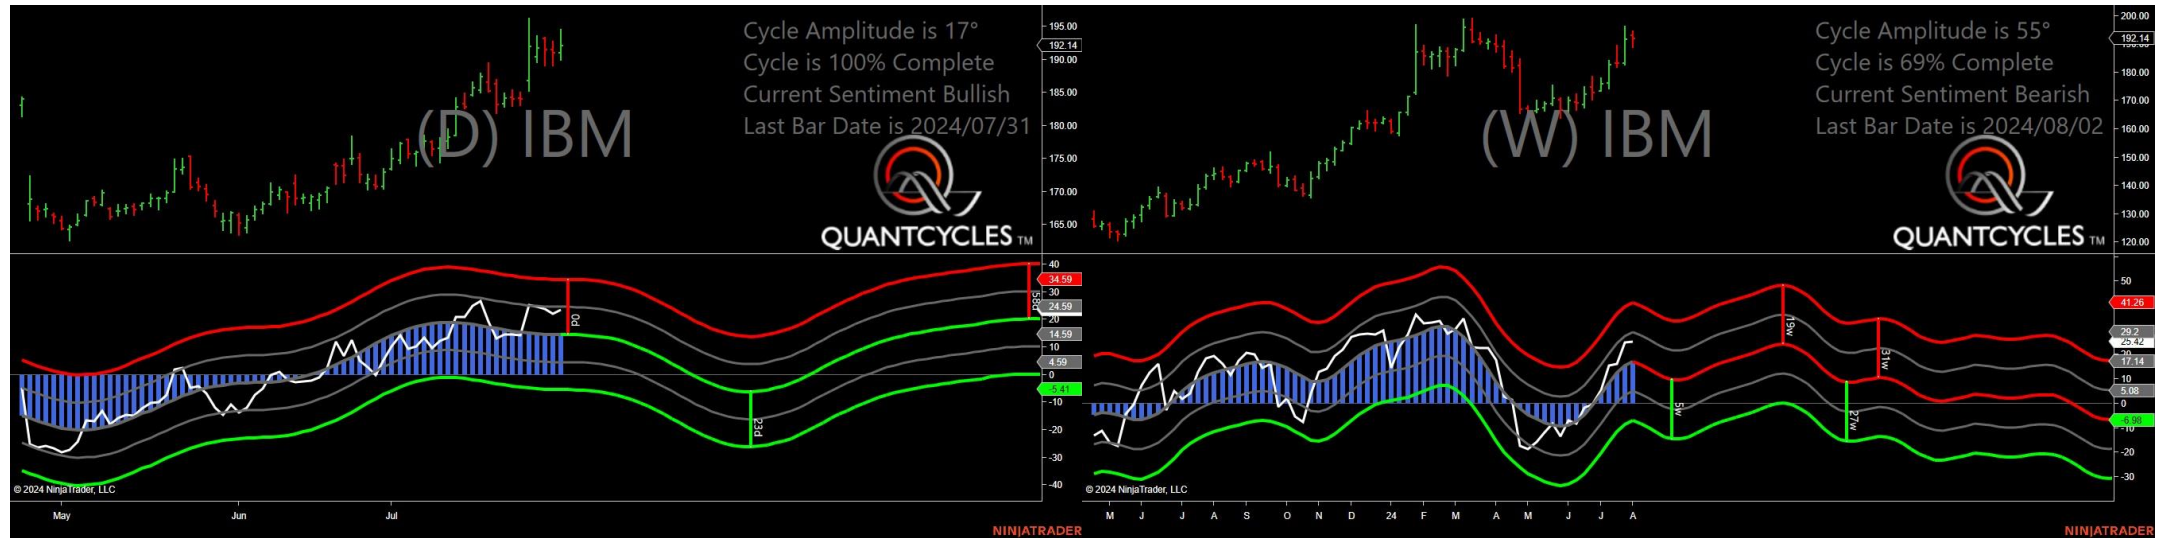 Cycle Amplitude is 17°
Cycle is 100% Complete
Current Sentiment Bullish
Last Bar Date is 2024/07/31
(D) IBM
QUANTCYCLES TM
195.00
192.14
190.00
185.00
180.00
175.00
170.00
165.00
40
34.59
30
24.59
20
14.59
10
4.59
0
-5.41
-10
-20
-30
-40
0d
23d
58d
© 2024 NinjaTrader, LLC
May
Jun
Jul
NINJATRADER
Cycle Amplitude is 55°
Cycle is 69% Complete
Current Sentiment Bearish
Last Bar Date is 2024/08/02
(W) IBM
QUANTCYCLES TM
200.00
192.14
180.00
170.00
160.00
150.00
140.00
130.00
120.00
50
41.26
29.2
25.42
17.14
10
5.08
0
-6.98
-10
-20
-30
5w
19w
27w
31w
© 2024 NinjaTrader, LLC
M J J A S O N D 24 F M A M J J A
NINJATRADER